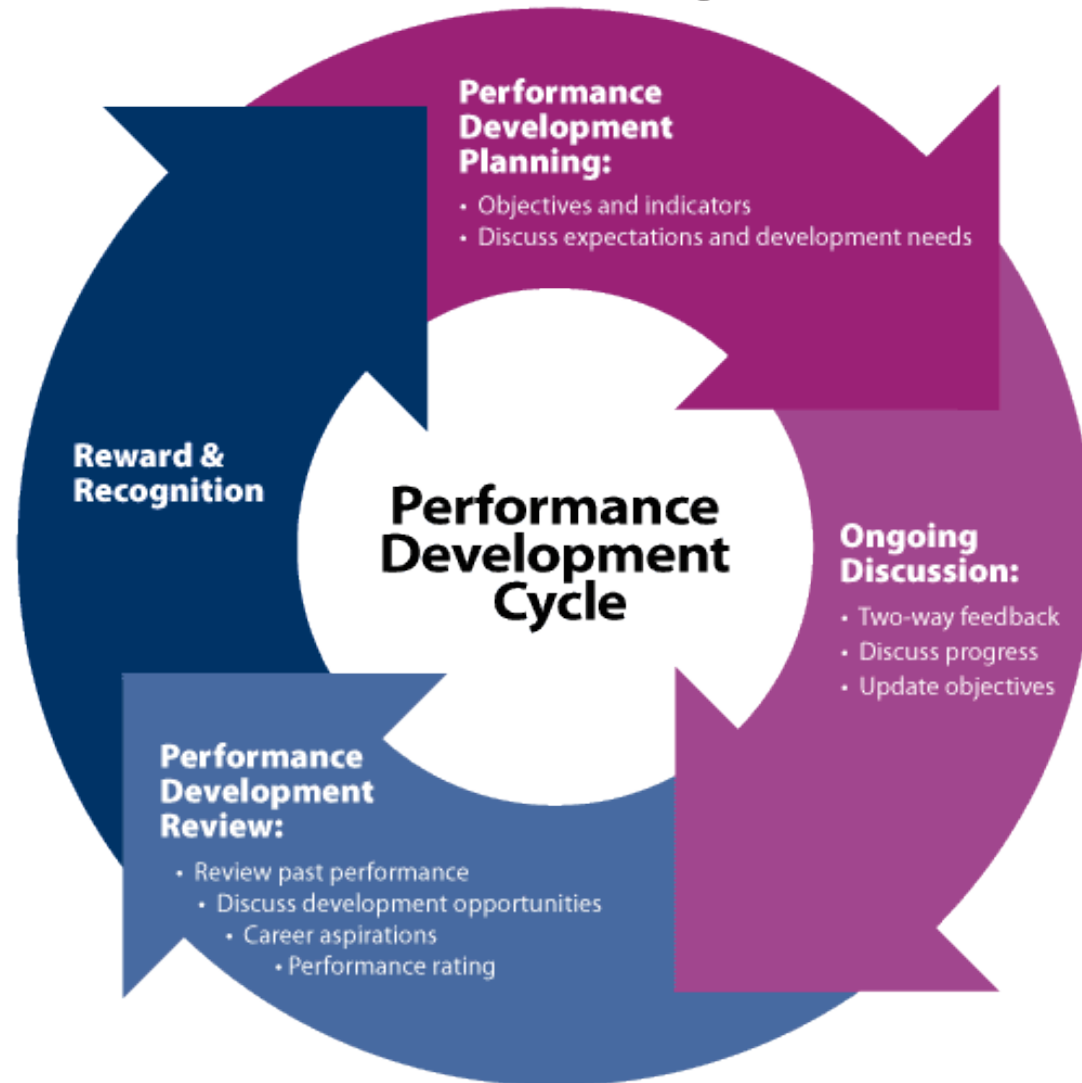 Performance
Development
Planning:
• Objectives and indicators
• Discuss expectations and development needs
Ongoing
Discussion:
• Two-way feedback
• Discuss progress
• Update objectives
Performance
Development
Review:
• Review past performance
• Discuss development opportunities
• Career aspirations
• Performance rating
Reward &
Recognition
Performance
Development
Cycle